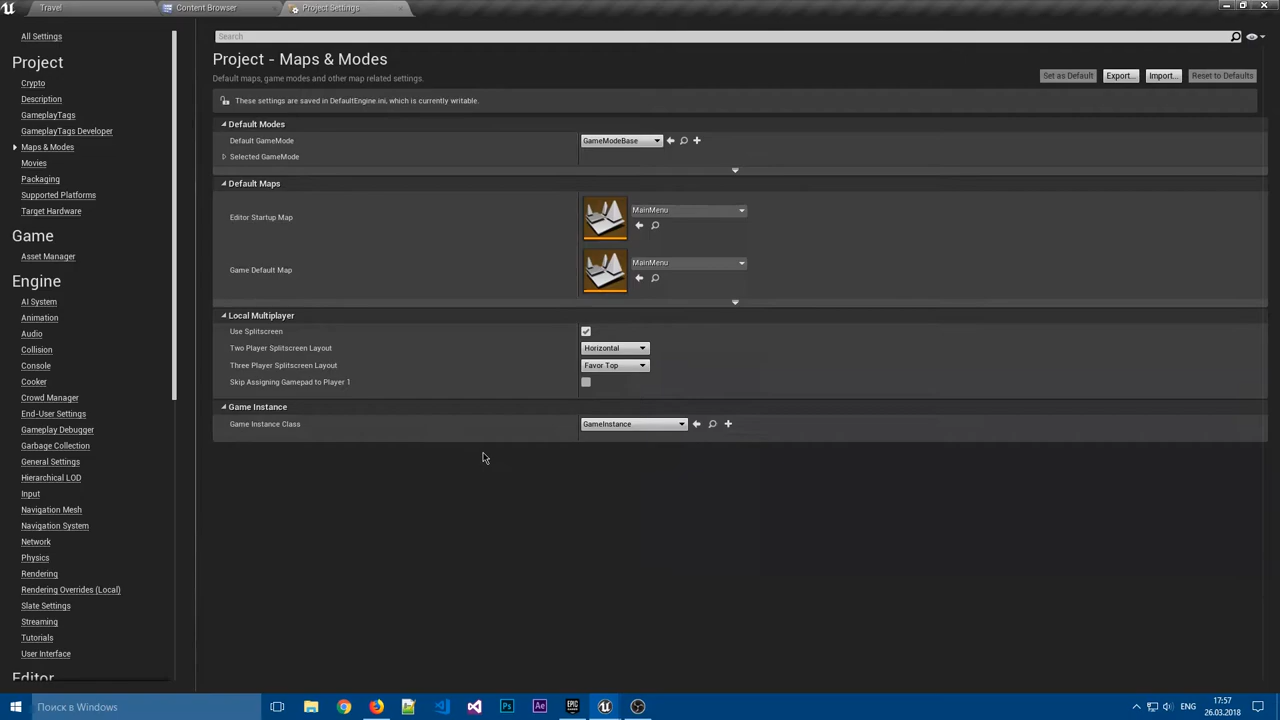 Travel
Content Browser
Project Settings
All Settings
Search
Project
Crypto
Description
GameplayTags
GameplayTags Developer
Maps & Modes
Movies
Packaging
Supported Platforms
Target Hardware
Game
Asset Manager
Engine
AI System
Animation
Audio
Collision
Console
Cooker
Crowd Manager
End-User Settings
Gameplay Debugger
Garbage Collection
General Settings
Hierarchical LOD
Input
Navigation Mesh
Navigation System
Network
Physics
Rendering
Rendering Overrides (Local)
Slate Settings
Streaming
Tutorials
User Interface
Editor
Project - Maps & Modes
Default maps, game modes and other map related settings.
Set as Default
Export...
Import...
Reset to Defaults
These settings are saved in DefaultEngine.ini, which is currently writable.
Default Modes
Default GameMode
GameModeBase
Selected GameMode
Default Maps
Editor Startup Map
MainMenu
Game Default Map
MainMenu
Local Multiplayer
Use Splitscreen
Two Player Splitscreen Layout
Horizontal
Three Player Splitscreen Layout
Favor Top
Skip Assigning Gamepad to Player 1
Game Instance
Game Instance Class
GameInstance
Поиск в Windows
Ps
Ae
EPIC
ENG
17:57
26.03.2018